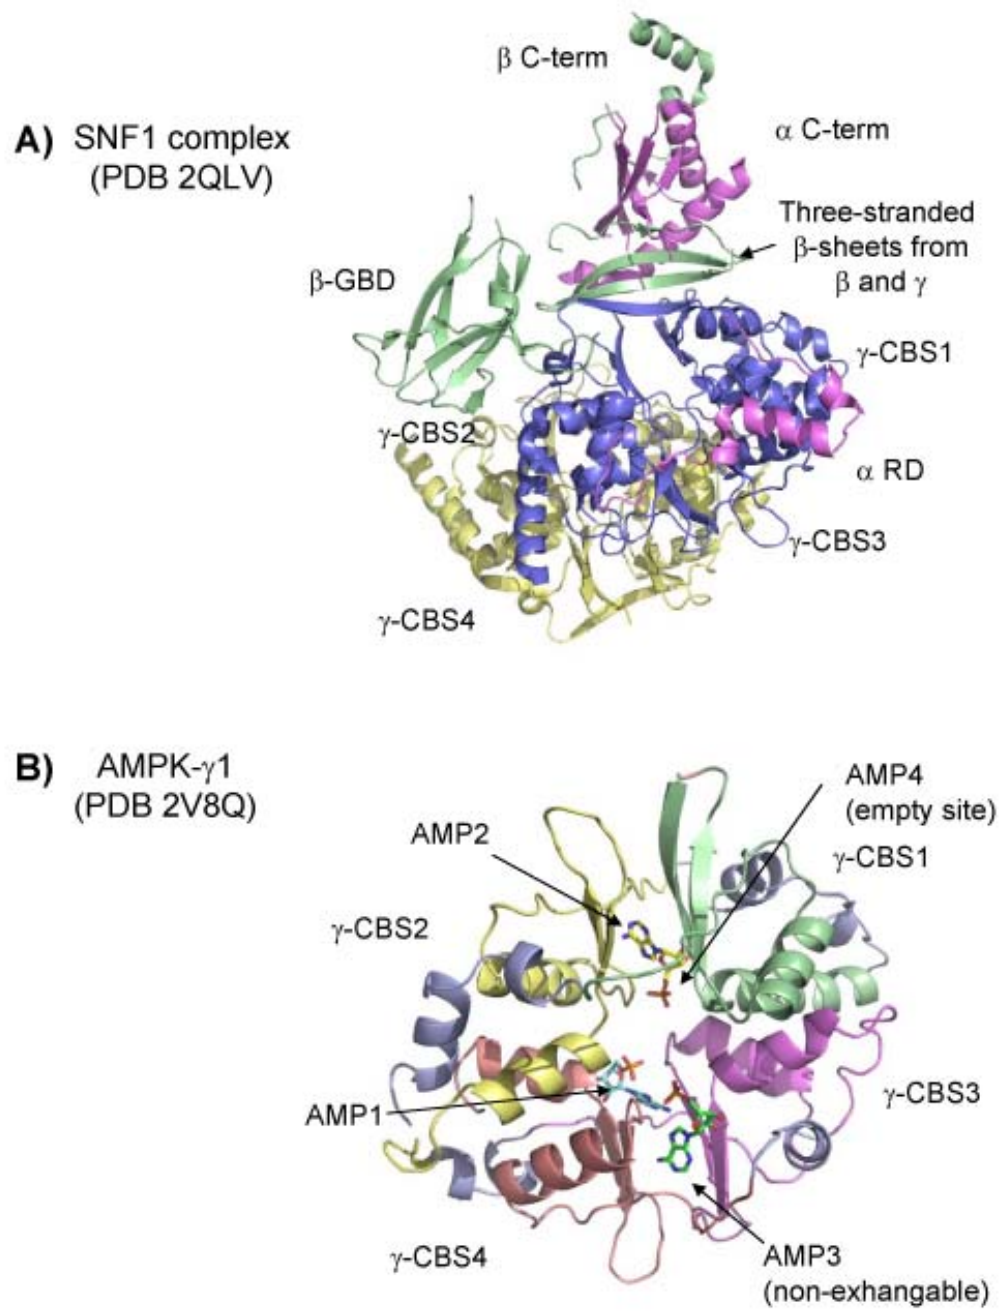 β C-term
A) SNF1 complex
(PDB 2QLV)
α C-term
Three-stranded
β-sheets from
β and γ
β-GBD
γ-CBS1
γ-CBS2
α RD
γ-CBS3
γ-CBS4
B) AMPK-γ1
(PDB 2V8Q)
AMP4
(empty site)
AMP2
γ-CBS1
γ-CBS2
γ-CBS3
AMP1
γ-CBS4
AMP3
(non-exhangable)